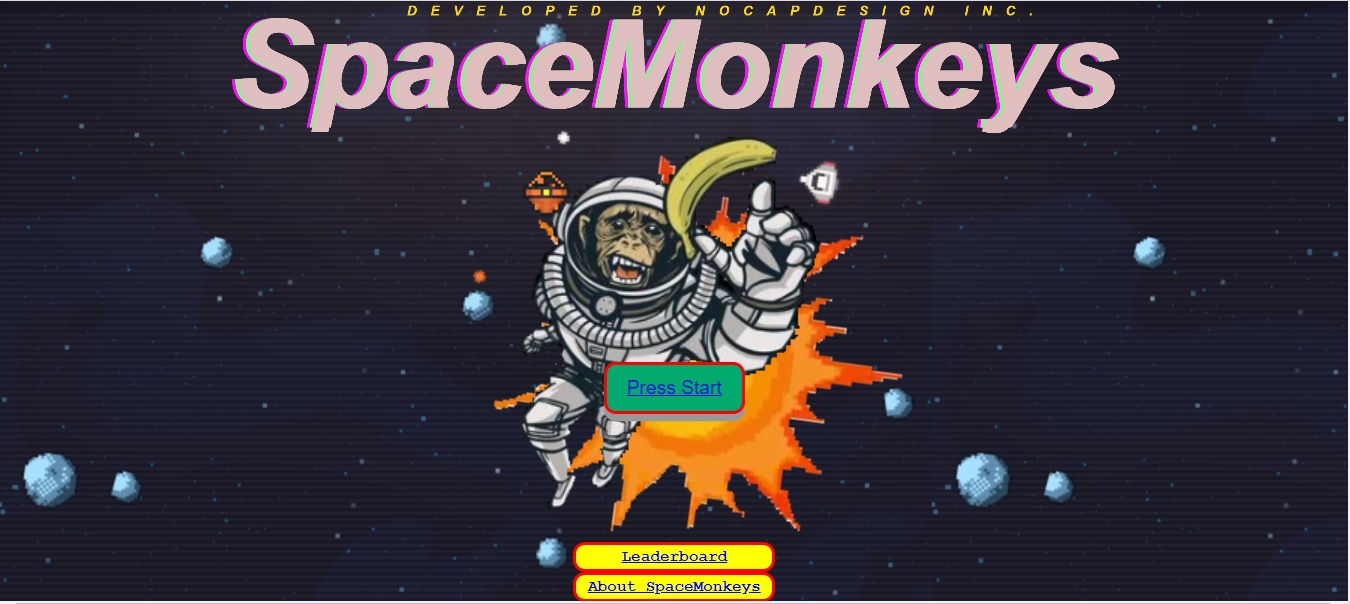 DEVELOPED BY NOCAPDESIGN INC.
SpaceMonkeys
Press Start
Leaderboard
About SpaceMonkeys